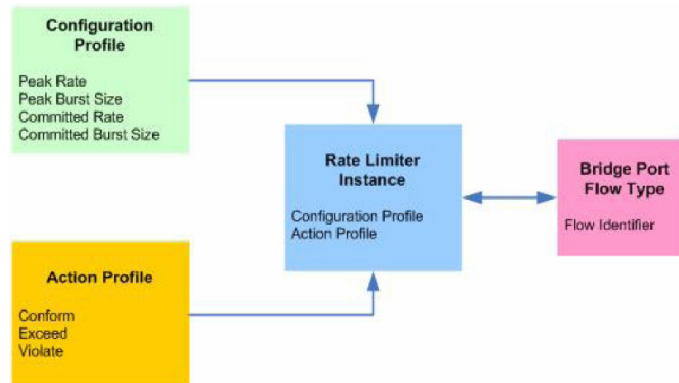 Configuration
Profile
Peak Rate
Peak Burst Size
Committed Rate
Committed Burst Size
Rate Limiter
Instance
Configuration Profile
Action Profile
Bridge Port
Flow Type
Flow Identifier
Action Profile
Conform
Exceed
Violate